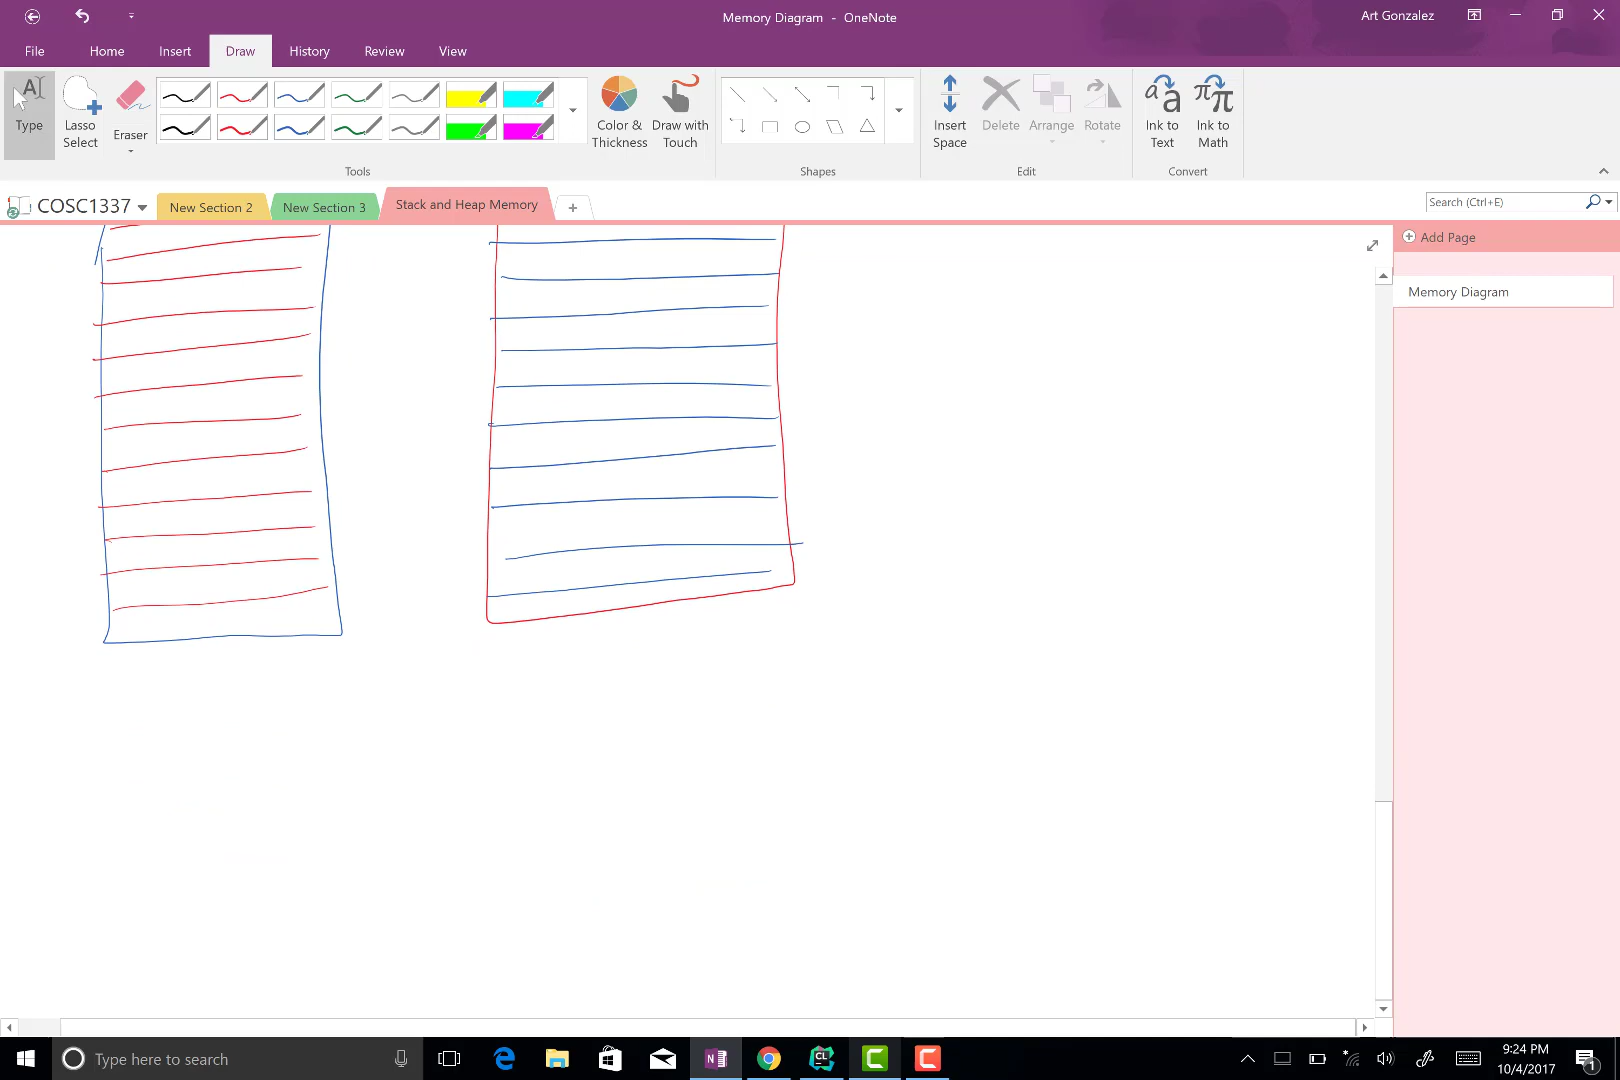 Memory Diagram - OneNote
Art Gonzalez
File Home Insert Draw History Review View
Type
Lasso Select
Eraser
Color & Thickness
Draw with Touch
Insert Space
Delete
Arrange
Rotate
Ink to Text
Ink to Math
Tools
Shapes
Edit
Convert
COSC1337
New Section 2
New Section 3
Stack and Heap Memory
Search (Ctrl+E)
Add Page
Memory Diagram
Type here to search
9:24 PM
10/4/2017